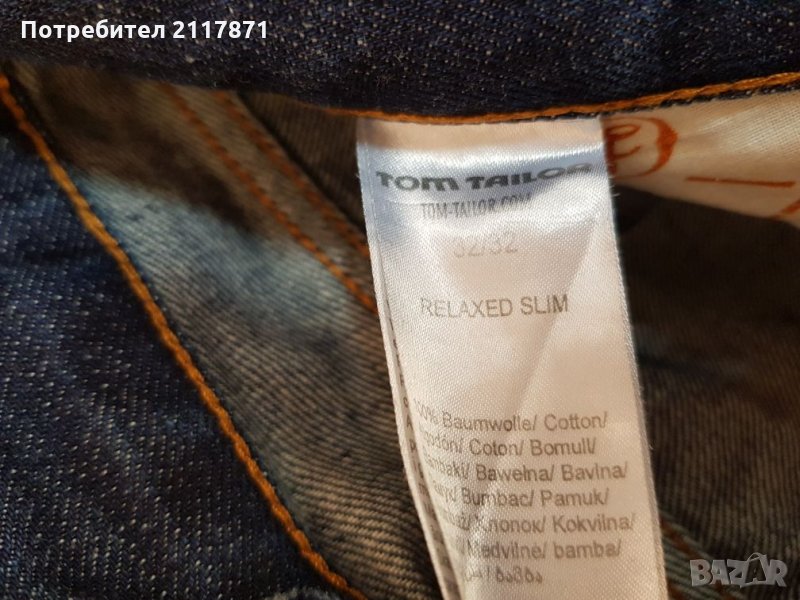 Потребител 2117871
TOM TAILOR
TOM-TAILOR.COM
32/32
RELAXED SLIM
100% Baumwolle/ Cotton/
Coton/ Bomull/
Bawełna/ Bavlna/
Bumbac/ Pamuk/
Kokvilna/
Medvilnė/ bamba/
BAZAR